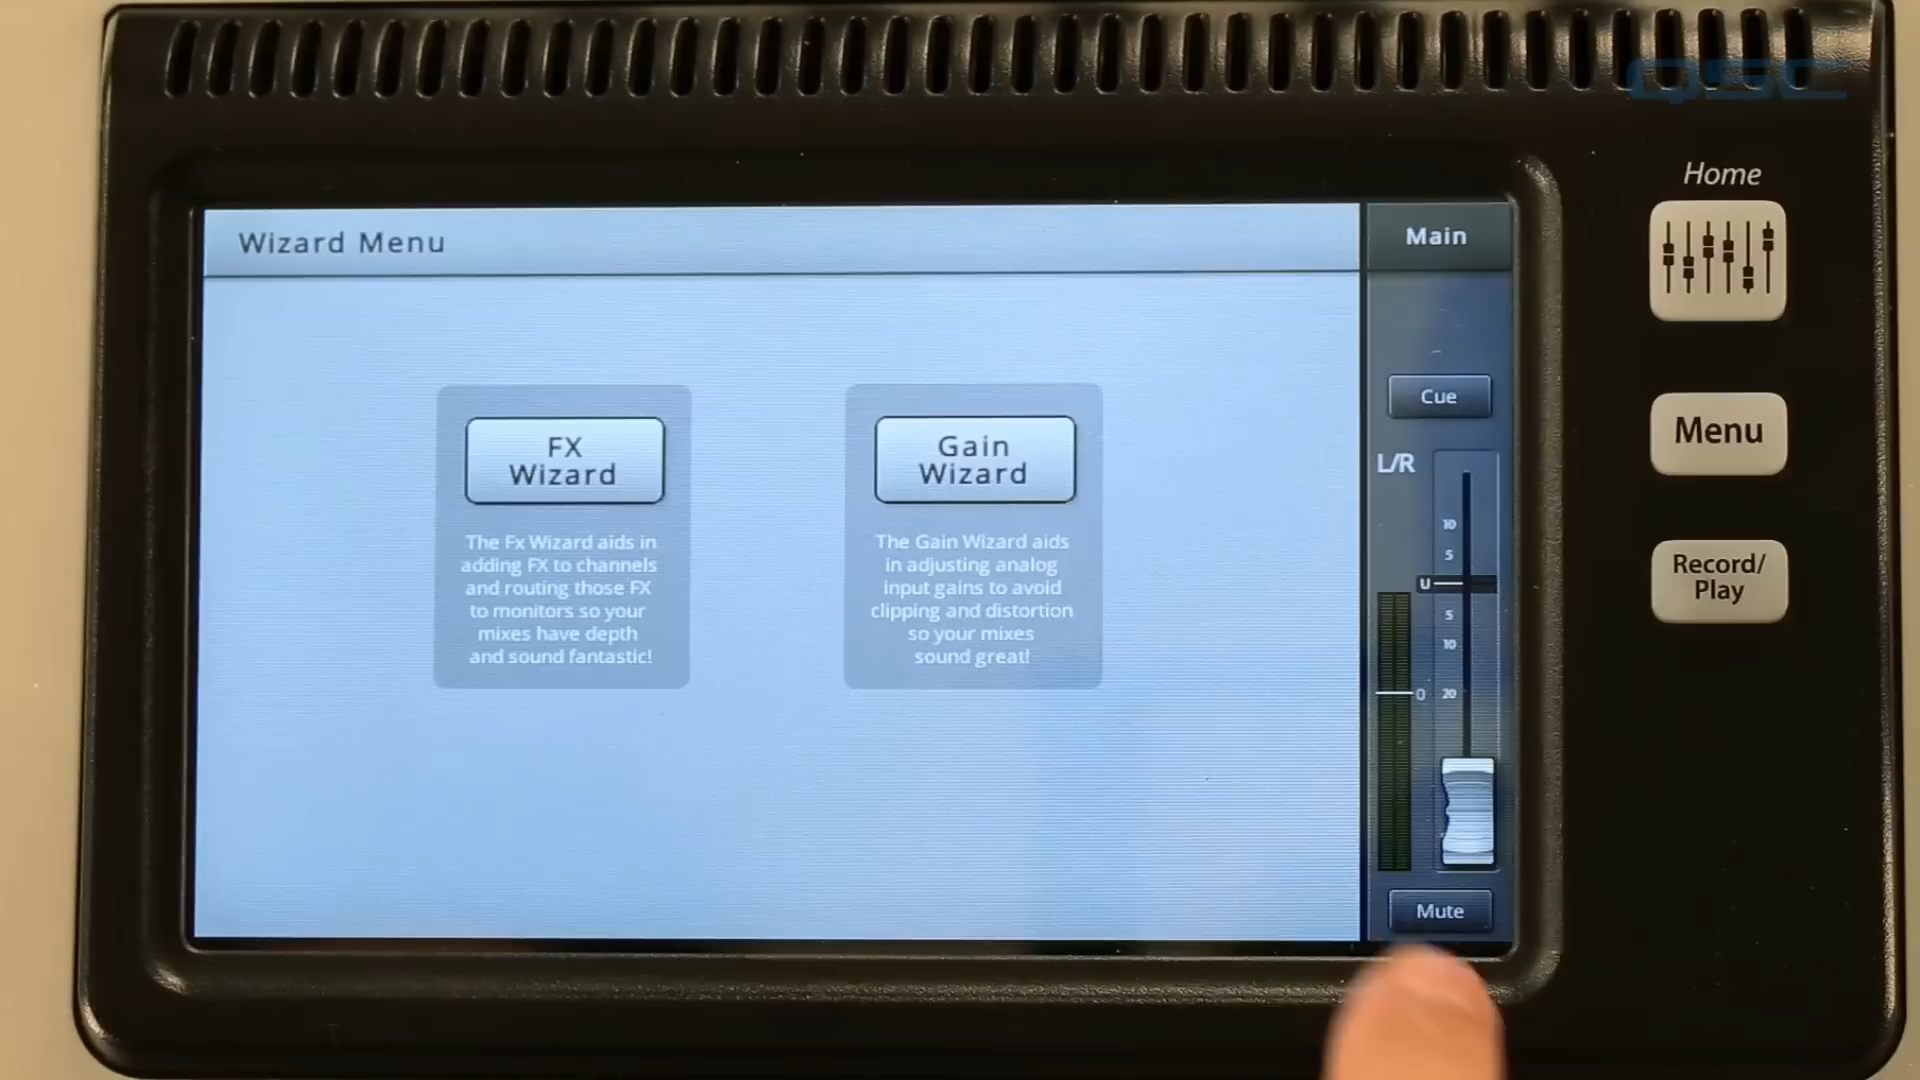 QSC
Home
Wizard Menu
Main
Cue
FX
Wizard
Gain
Wizard
Menu
L/R
10
5
U
5
10
0
20
The Fx Wizard aids in
adding FX to channels
and routing those FX
to monitors so your
mixes have depth
and sound fantastic!
The Gain Wizard aids
in adjusting analog
input gains to avoid
clipping and distortion
so your mixes
sound great!
Record/
Play
Mute